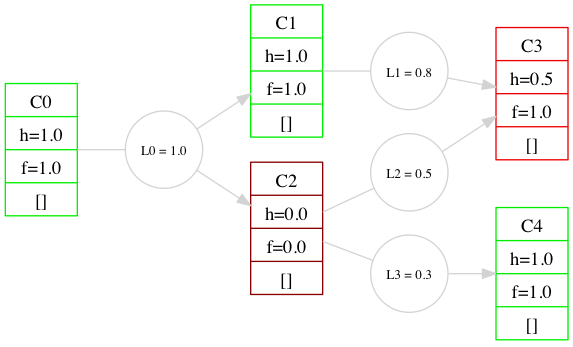 C0
h=1.0
f=1.0
[]
L0 = 1.0
C1
h=1.0
f=1.0
[]
C2
h=0.0
f=0.0
[]
L1 = 0.8
L2 = 0.5
L3 = 0.3
C3
h=0.5
f=1.0
[]
C4
h=1.0
f=1.0
[]